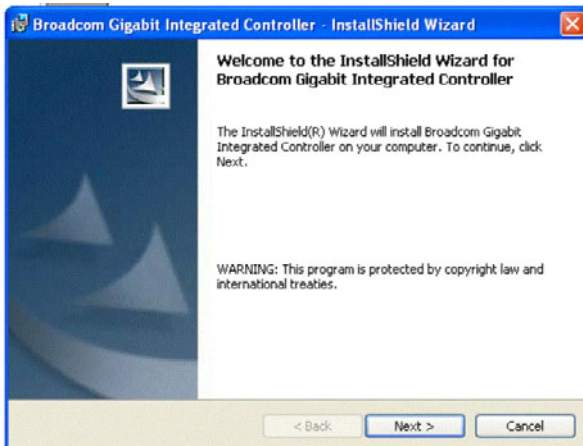 Broadcom Gigabit Integrated Controller - InstallShield Wizard
Welcome to the InstallShield Wizard for
Broadcom Gigabit Integrated Controller
The InstallShield(R) Wizard will install Broadcom Gigabit
Integrated Controller on your computer. To continue, click
Next.
WARNING: This program is protected by copyright law and
international treaties.
< Back
Next >
Cancel